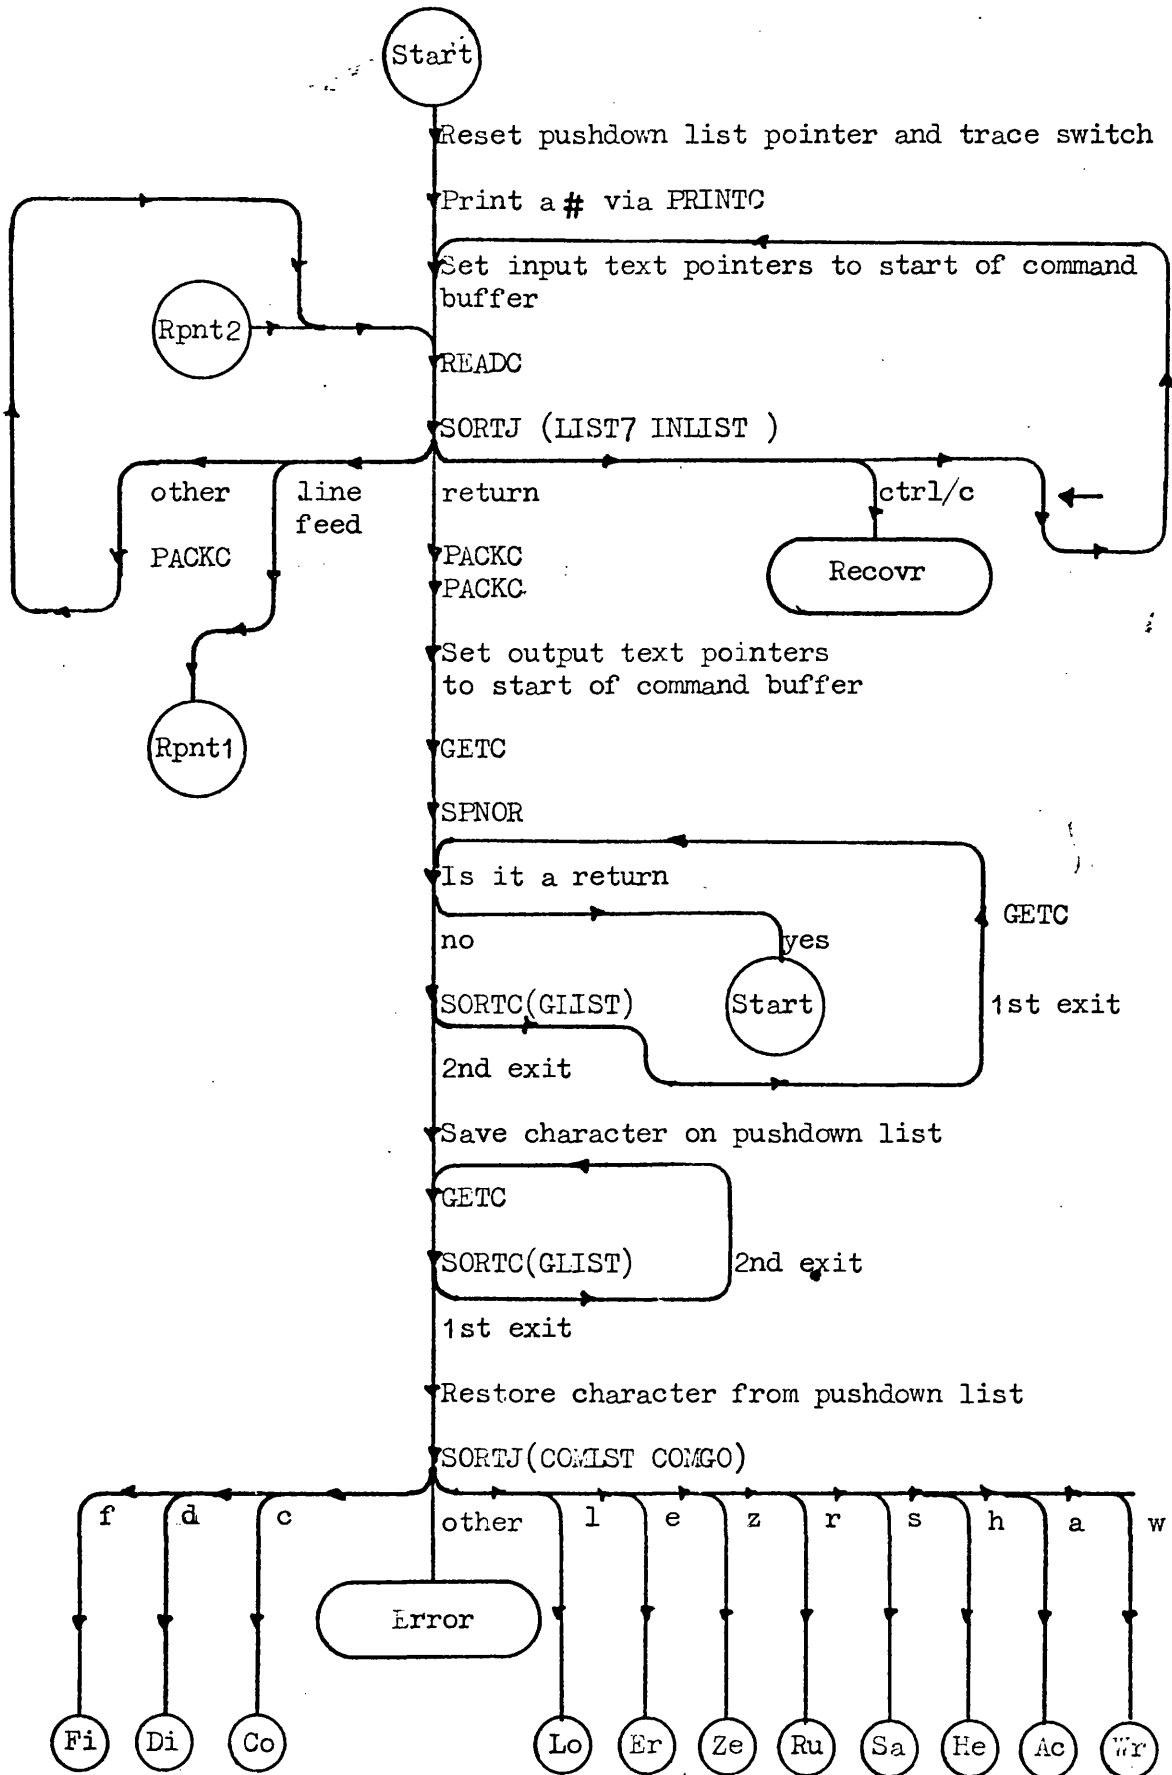 Start
Reset pushdown list pointer and trace switch
Print a # via PRINTC
Set input text pointers to start of command
buffer
Rpnt2
READC
SORTJ (LIST7 INLIST )
other
line
feed
return
ctrl/c
←
PACKC
PACKC
PACKC
Recovr
Set output text pointers
to start of command buffer
Rpnt1
GETC
SPNOR
Is it a return
GETC
no
yes
SORTC(GLIST)
Start
1st exit
2nd exit
Save character on pushdown list
GETC
SORTC(GLIST)
2nd exit
1st exit
Restore character from pushdown list
SORTJ(COMLST COMGO)
f d c other l e z r s h a w
Error
Fi Di Co Lo Er Ze Ru Sa He Ac Wr